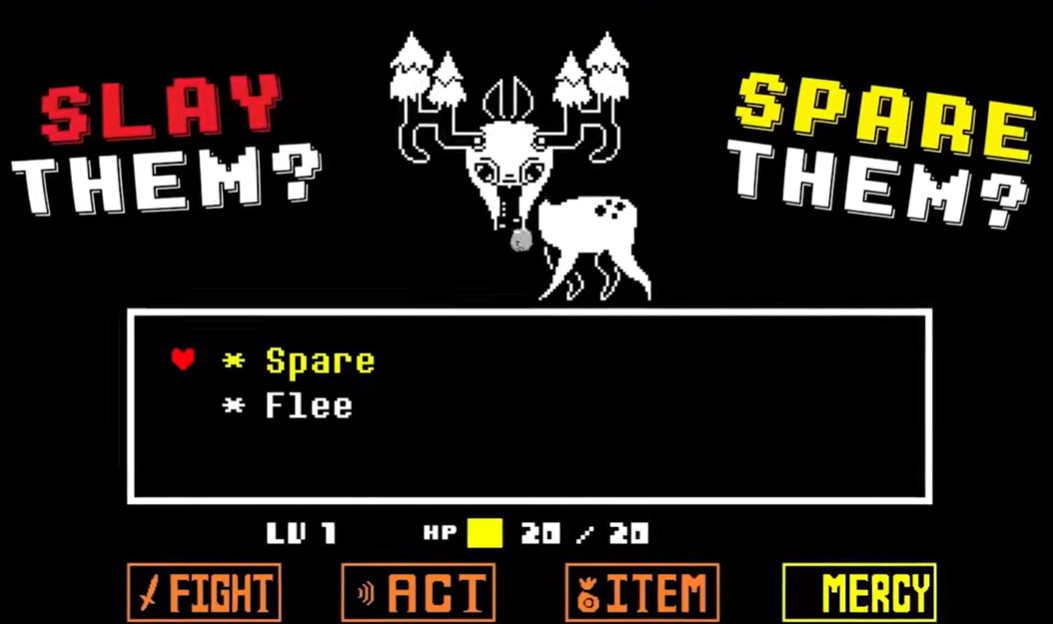 SLAY
THEM?
SPARE
THEM?
* Spare
* Flee
LV 1 HP 20 / 20
FIGHT ACT ITEM MERCY